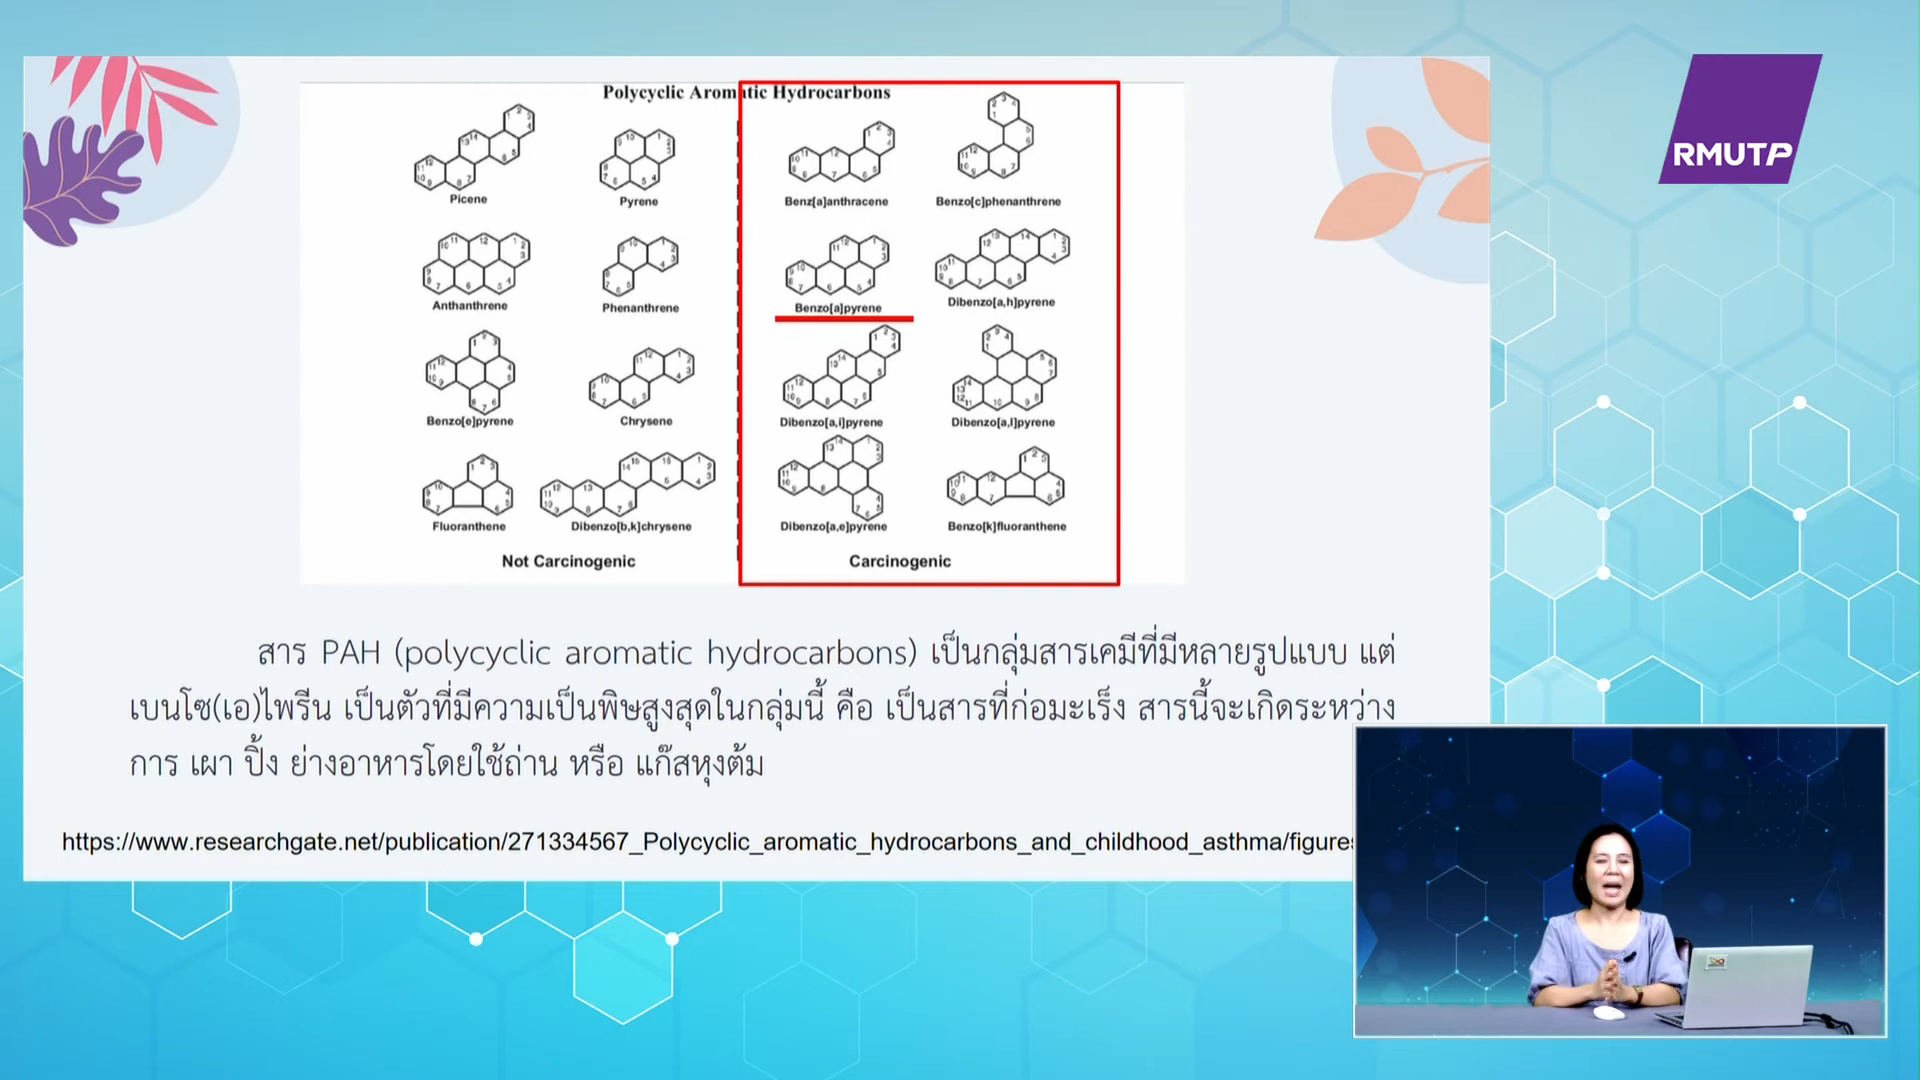 Polycyclic Aromatic Hydrocarbons
RMUTP
Picene
Pyrene
Benz[a]anthracene
Benzo[c]phenanthrene
Anthanthrene
Phenanthrene
Benzo[a]pyrene
Dibenzo[a,h]pyrene
Benzo[e]pyrene
Chrysene
Dibenzo[a,i]pyrene
Dibenzo[a,l]pyrene
Fluoranthene
Dibenzo[b,k]chrysene
Dibenzo[a,e]pyrene
Benzo[k]fluoranthene
Not Carcinogenic
Carcinogenic
สาร PAH (polycyclic aromatic hydrocarbons) เป็นกลุ่มสารเคมีที่มีหลายรูปแบบ แต่
เบนโซ(เอ)ไพรีน เป็นตัวที่มีความเป็นพิษสูงสุดในกลุ่มนี้ คือ เป็นสารที่ก่อมะเร็ง สารนี้จะเกิดระหว่าง
การ เผา ปิ้ง ย่างอาหารโดยใช้ถ่าน หรือ แก๊สหุงต้ม
https://www.researchgate.net/publication/271334567_Polycyclic_aromatic_hydrocarbons_and_childhood_asthma/figures